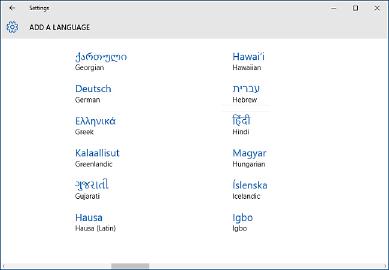 Settings
ADD A LANGUAGE
ქართული
Georgian
Deutsch
German
Ελληνικά
Greek
Kalaallisut
Greenlandic
ગુજરાતી
Gujarati
Hausa
Hausa (Latin)
Hawaiʻi
Hawaiian
עברית
Hebrew
हिंदी
Hindi
Magyar
Hungarian
Íslenska
Icelandic
Igbo
Igbo